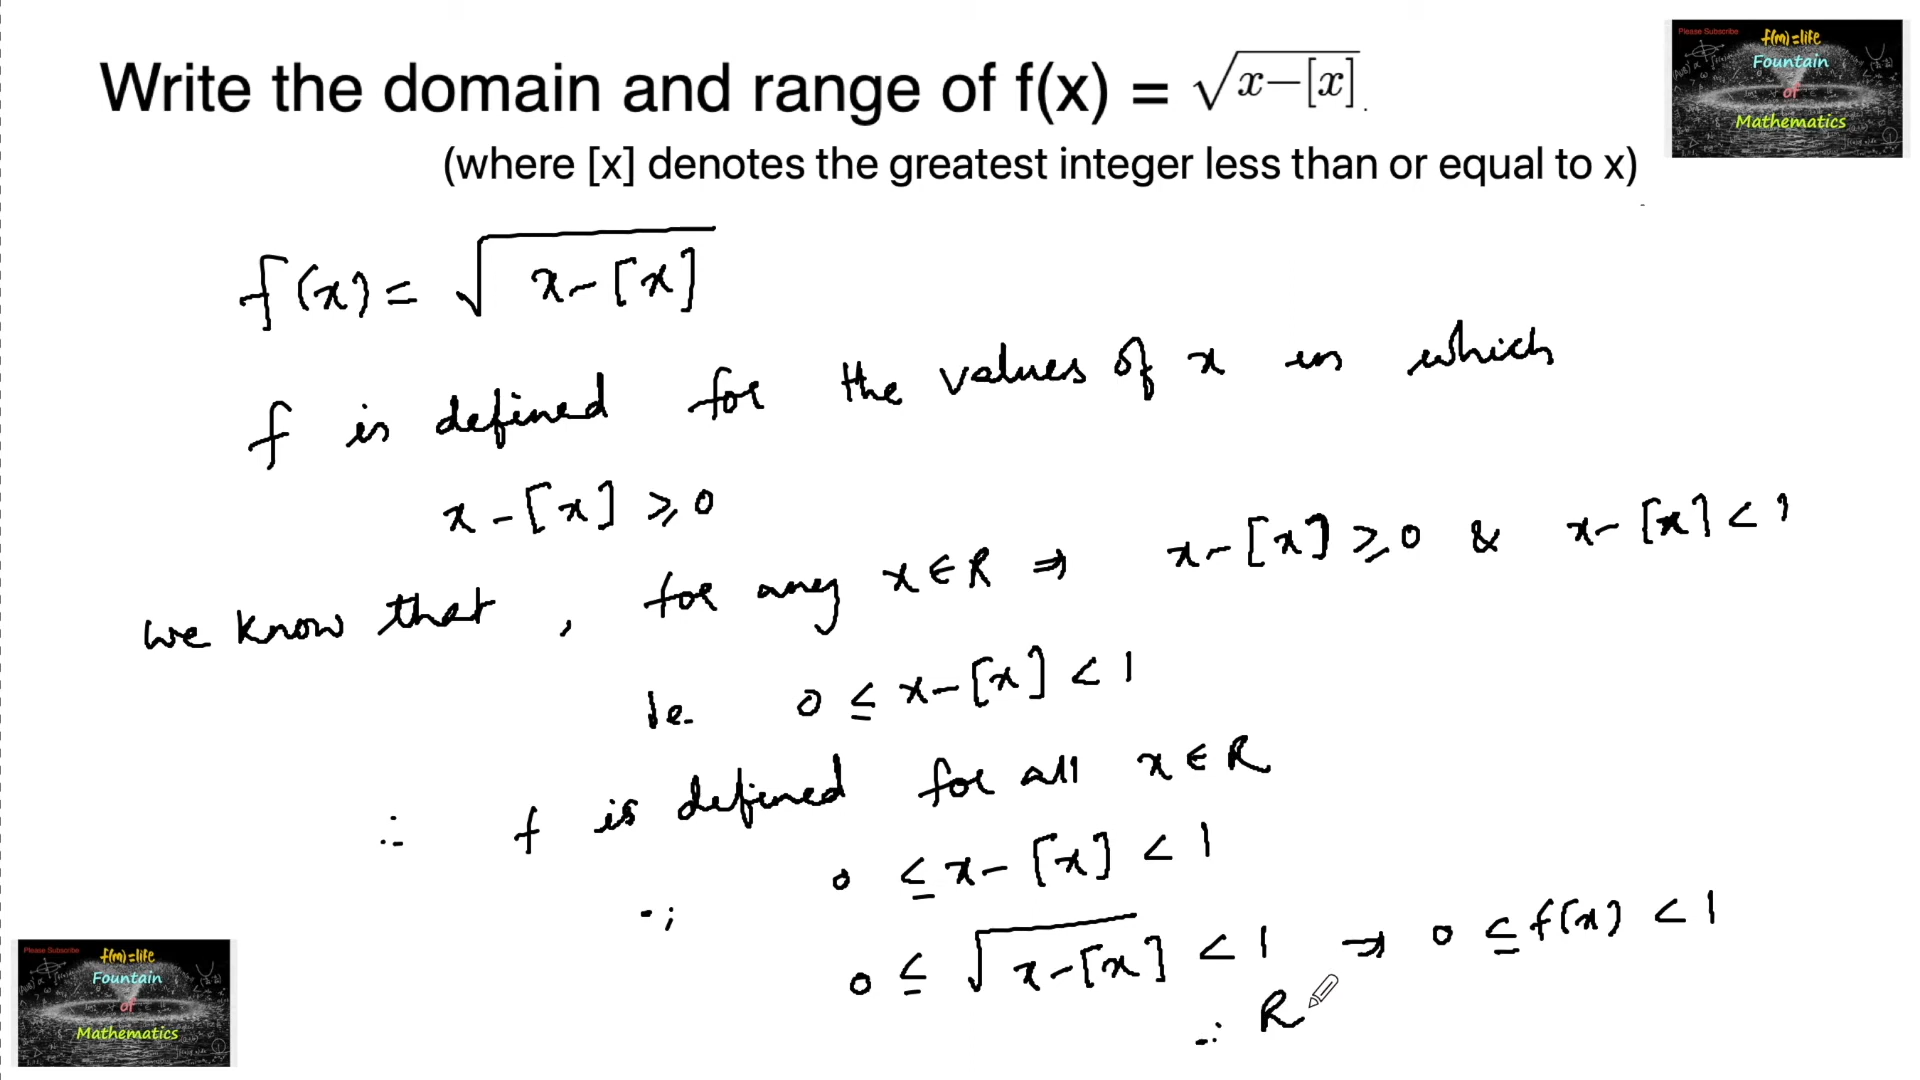 Write the domain and range of f(x) = √x−[x].
(where [x] denotes the greatest integer less than or equal to x)
Please Subscribe
f(m)=life
Fountain
of
Mathematics
f(x) = √x-[x]
f is defined for the values of x in which
x-[x] ⩾ 0
we know that , for any x∈R ⇒ x-[x] ⩾ 0 & x-[x] < 1
ie. 0 ≤ x-[x] < 1
∴ f is defined for all x∈R
0 ≤ x-[x] < 1
∴ 0 ≤ √x-[x] < 1 ⇒ 0 ≤ f(x) < 1
∴ R
Please Subscribe
f(m)=life
Fountain
of
Mathematics